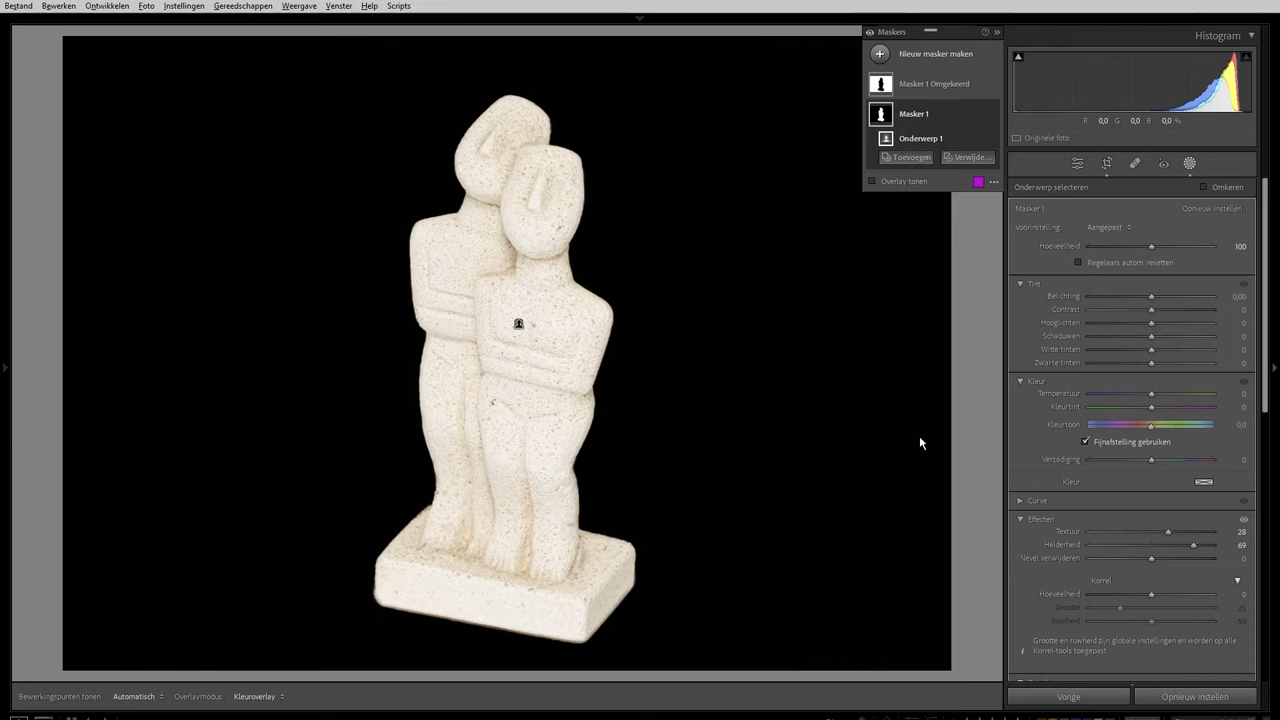 Bestand Bewerken Ontwikkelen Foto Instellingen Gereedschappen Weergave Venster Help Scripts
Maskers
Nieuw masker maken
Masker 1 Omgekeerd
Masker 1
Onderwerp 1
Toevoegen Verwijde...
Overlay tonen
Histogram
R 0,0 G 0,0 B 0,0 %
Originele foto
Onderwerp selecteren Omkeren
Masker 1 Opnieuw instellen
Voorinstelling: Aangepast
Hoeveelheid 100
Regelaars autom. resetten
Tint
Belichting 0,00
Contrast 0
Hooglichten 0
Schaduwen 0
Witte tinten 0
Zwarte tinten 0
Kleur
Temperatuur 0
Kleurtint 0
Kleurtoon 0,0
Fijnafstelling gebruiken
Verzadiging 0
Kleur
Curve
Effecten
Textuur 28
Helderheid 69
Nevel verwijderen 0
Korrel
Hoeveelheid 0
Grootte 25
Ruwheid 50
Grootte en ruwheid zijn globale instellingen en worden op alle
Korrel-tools toegepast
Bewerkingspunten tonen: Automatisch Overlaymodus: Kleuroverlay
Vorige Opnieuw instellen